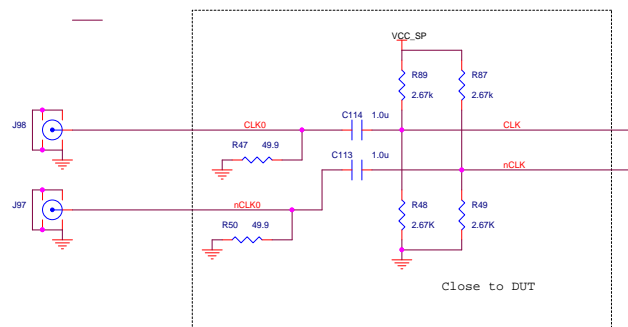 VCC_SP
R89 R87
2.67k 2.67k
C114 1.0u
J98 CLK0 CLK
R47 49.9
C113 1.0u
nCLK
J97 nCLK0
R48 R49
2.67K 2.67K
R50 49.9
Close to DUT